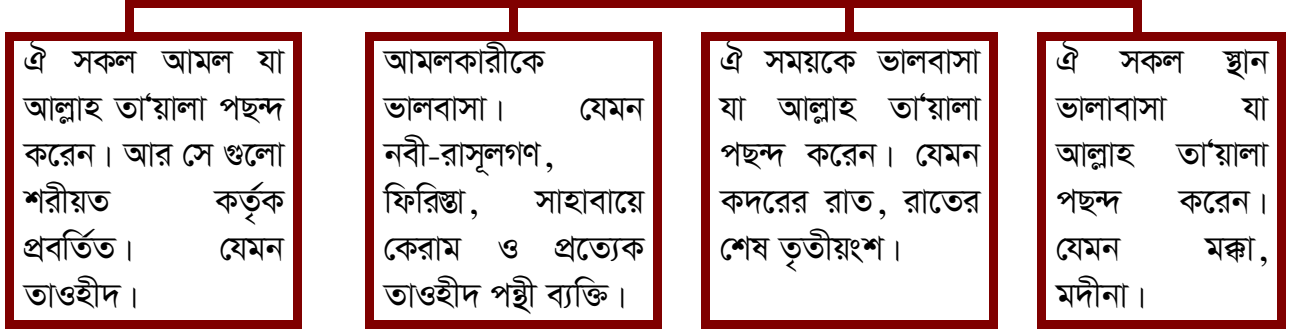 ঐ সকল আমল যা
আল্লাহ তা‘য়ালা পছন্দ
করেন। আর সে গুলো
শরীয়ত কর্তৃক
প্রবর্তিত। যেমন
তাওহীদ।
আমলকারীকে
ভালবাসা। যেমন
নবী-রাসূলগণ,
ফিরিস্তা, সাহাবায়ে
কেরাম ও প্রত্যেক
তাওহীদ পন্থী ব্যক্তি।
ঐ সময়কে ভালবাসা
যা আল্লাহ তা‘য়ালা
পছন্দ করেন। যেমন
কদরের রাত, রাতের
শেষ তৃতীয়ংশ।
ঐ সকল স্থান
ভালাবাসা যা
আল্লাহ তা‘য়ালা
পছন্দ করেন।
যেমন মক্কা,
মদীনা।